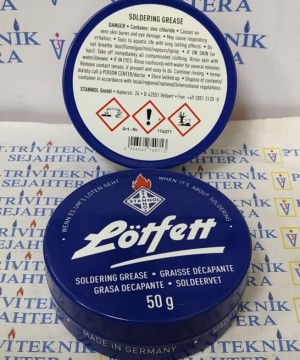 SOLDERING GREASE
DANGER • Contains: zinc chloride • Causes se-
vere skin burns and eye damage. • May cause respiratory
irritation. • Toxic to aquatic life with long lasting effects. • Do
not breathe dust/fume/gas/mist/vapours/spray. • IF ON SKIN (or
hair): Take off immediately all contaminated clothing. Rinse skin with
water/shower. • IF IN EYES: Rinse cautiously with water for several minutes.
Remove contact lenses, if present and easy to do. Continue rinsing. • Imme-
diately call a POISON CENTER/doctor. • Store locked up. • Dispose of contents/
in accordance with local/regional/national/international regulations.
STANNOL GmbH • Haberstr. 24 • D-42551 Velbert • Fon: +49 2051 3120-0
Art.-Nr. 114071
WENN ES UM'S LÖTEN GEHT
WHEN IT'S ABOUT SOLDERING
STANNOL
Lötfett
SOLDERING GREASE • GRAISSE DÉCAPANTE
GRASA DECAPANTE • SOLDEERVET
50 g
MADE IN GERMANY
PIVITEKNIK
SEJAHTERA